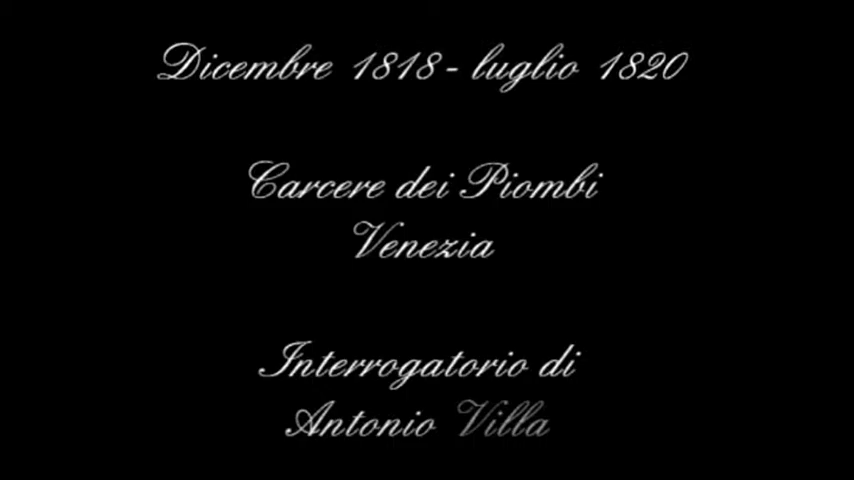 Dicembre 1818 - luglio 1820
Carcere dei Piombi
Venezia
Interrogatorio di
Antonio Villa